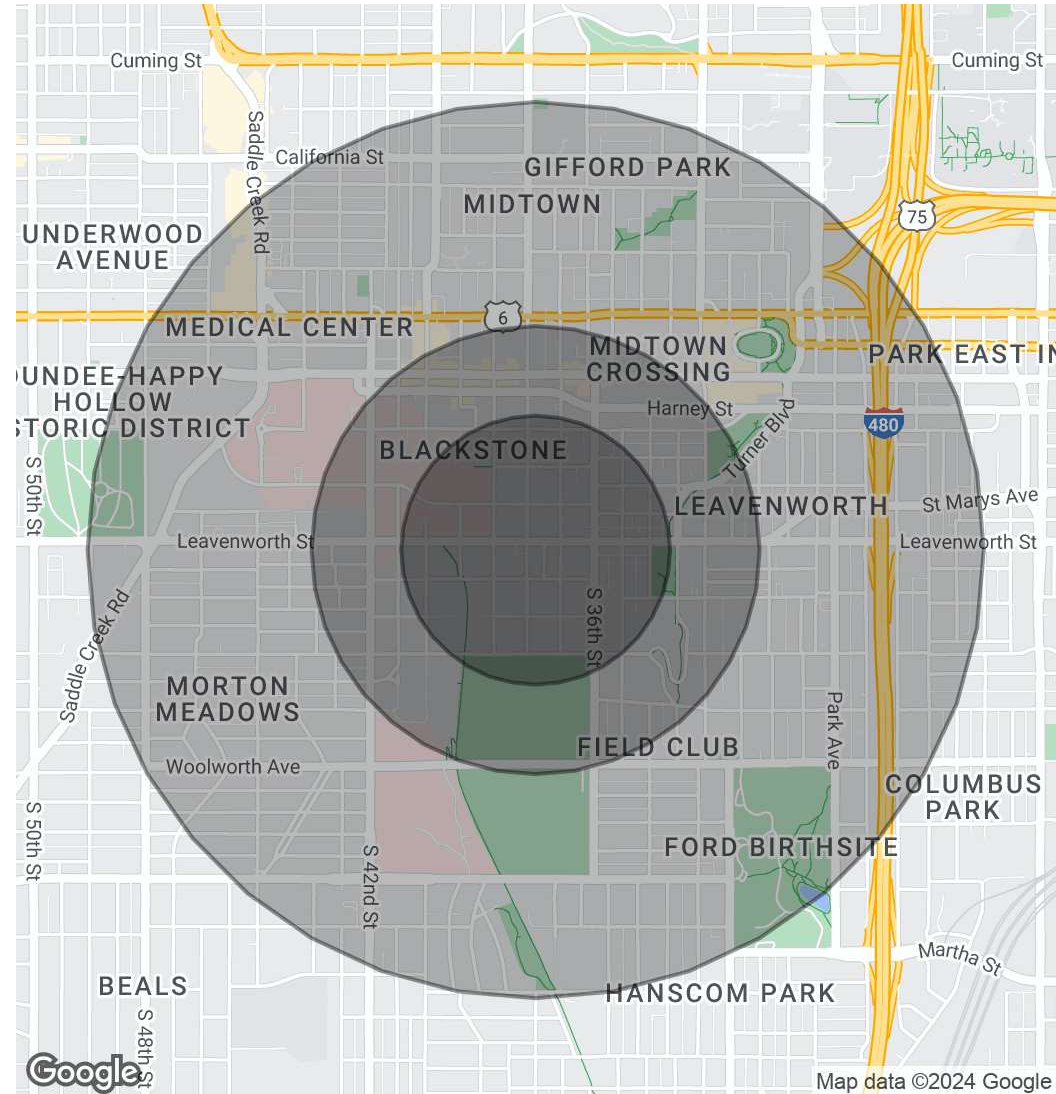 Cuming St
Cuming St
Saddle Creek Rd
California St
GIFFORD PARK
MIDTOWN
75
UNDERWOOD
AVENUE
6
MEDICAL CENTER
MIDTOWN
CROSSING
PARK EAST IN
OUNDEE-HAPPY
HOLLOW
STORIC DISTRICT
Harney St
Turner Blvd
480
BLACKSTONE
S 50th St
LEAVENWORTH
St Marys Ave
Leavenworth St
Leavenworth St
S 36th St
Saddle Creek Rd
MORTON
MEADOWS
Park Ave
FIELD CLUB
Woolworth Ave
COLUMBUS
PARK
S 50th St
FORD BIRTHSITE
S 42nd St
Martha St
BEALS
HANSCOM PARK
S 48th St
Google
Map data ©2024 Google